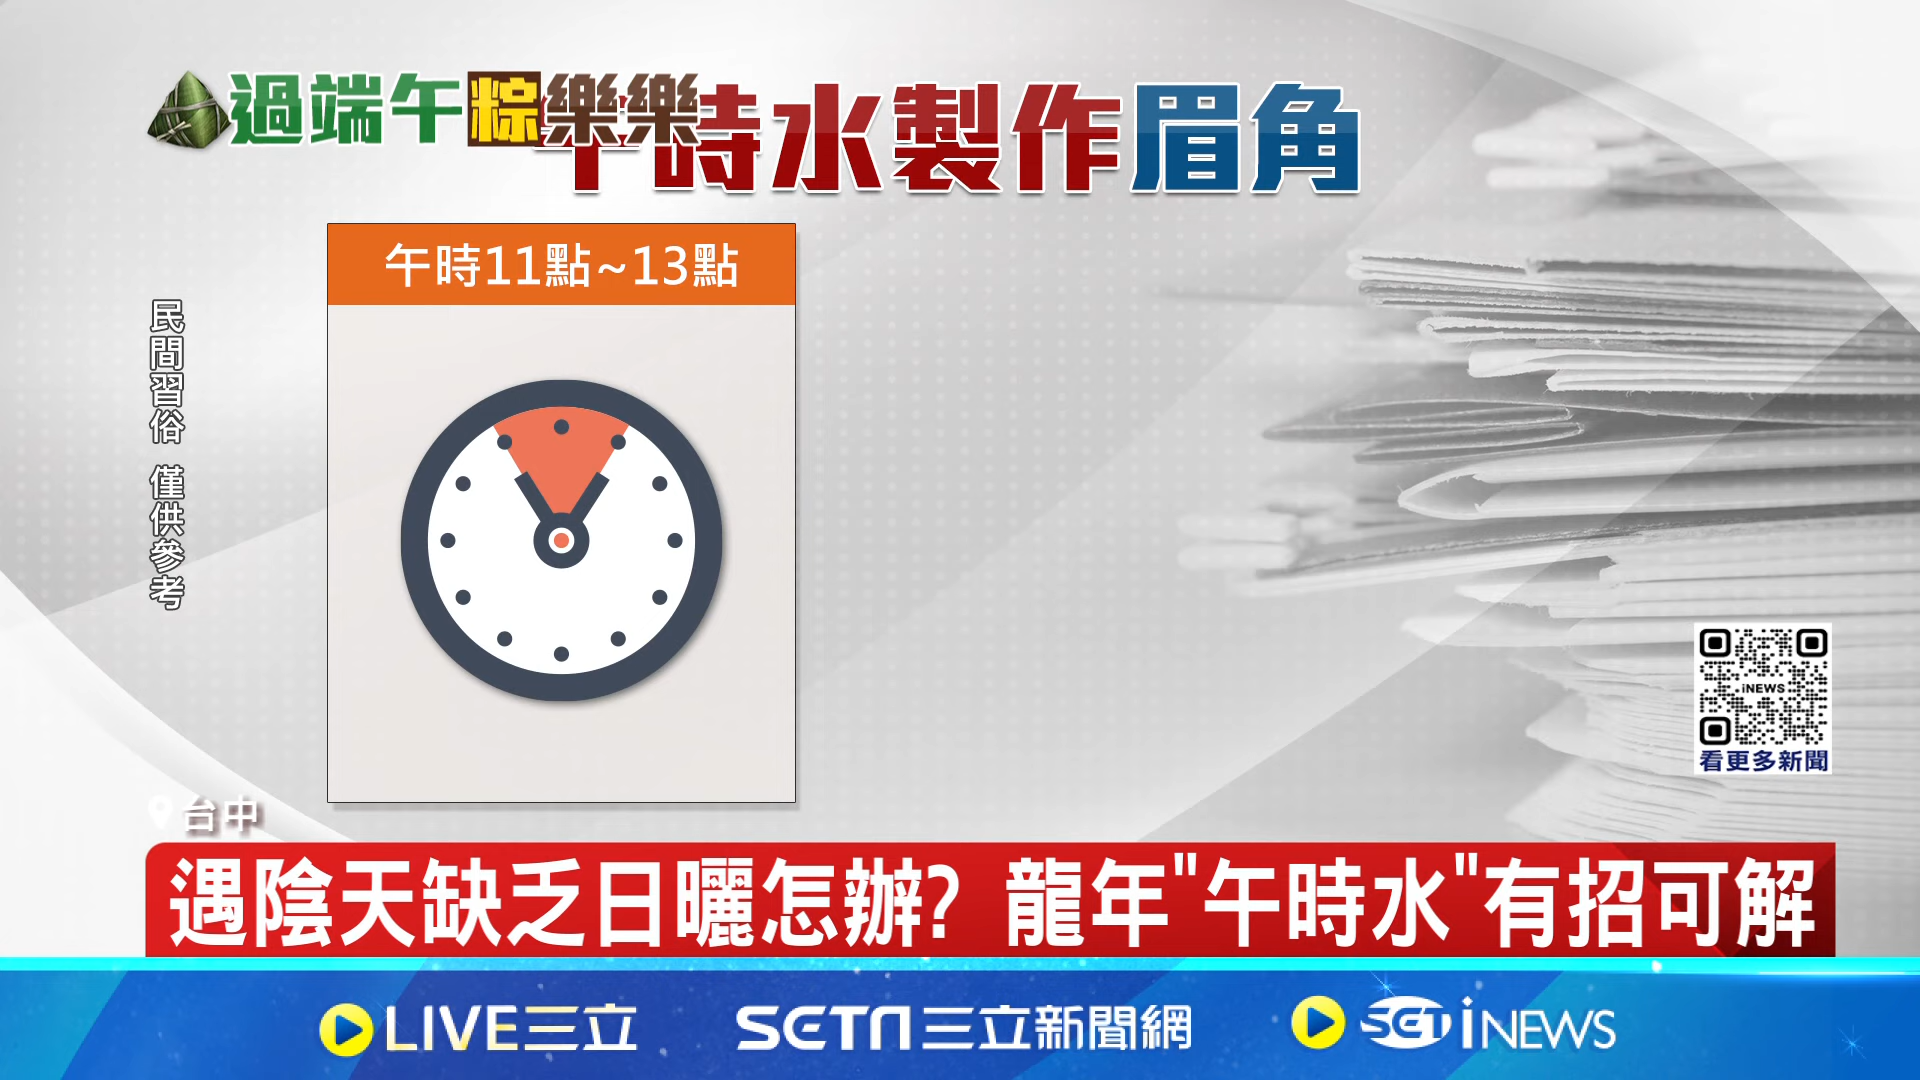 過端午粽樂樂
午時水製作眉角
午時11點~13點
民間習俗 僅供參考
iNEWS
看更多新聞
台中
遇陰天缺乏日曬怎辦? 龍年"午時水"有招可解
LIVE三立
SETN三立新聞網
SET iNEWS